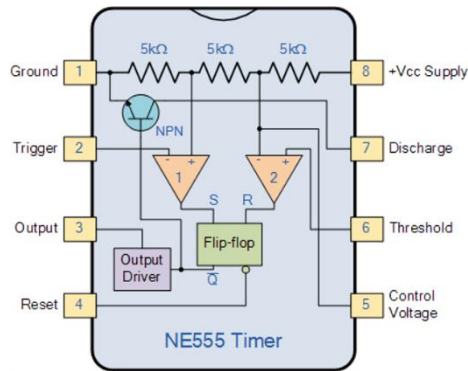 5kΩ 5kΩ 5kΩ
Ground 1 8 +Vcc Supply
NPN
Trigger 2 - + - + 7 Discharge
1 2
S R
Output 3 Flip-flop 6 Threshold
Output
Driver
Q̅
Reset 4 5 Control
Voltage
NE555 Timer